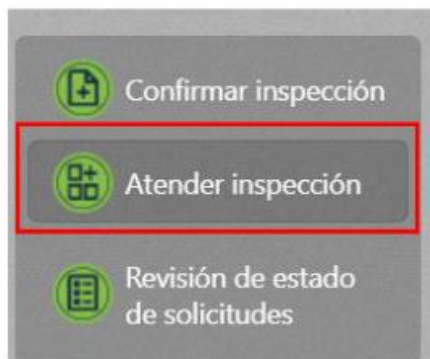 Confirmar inspección
Atender inspección
Revisión de estado
de solicitudes